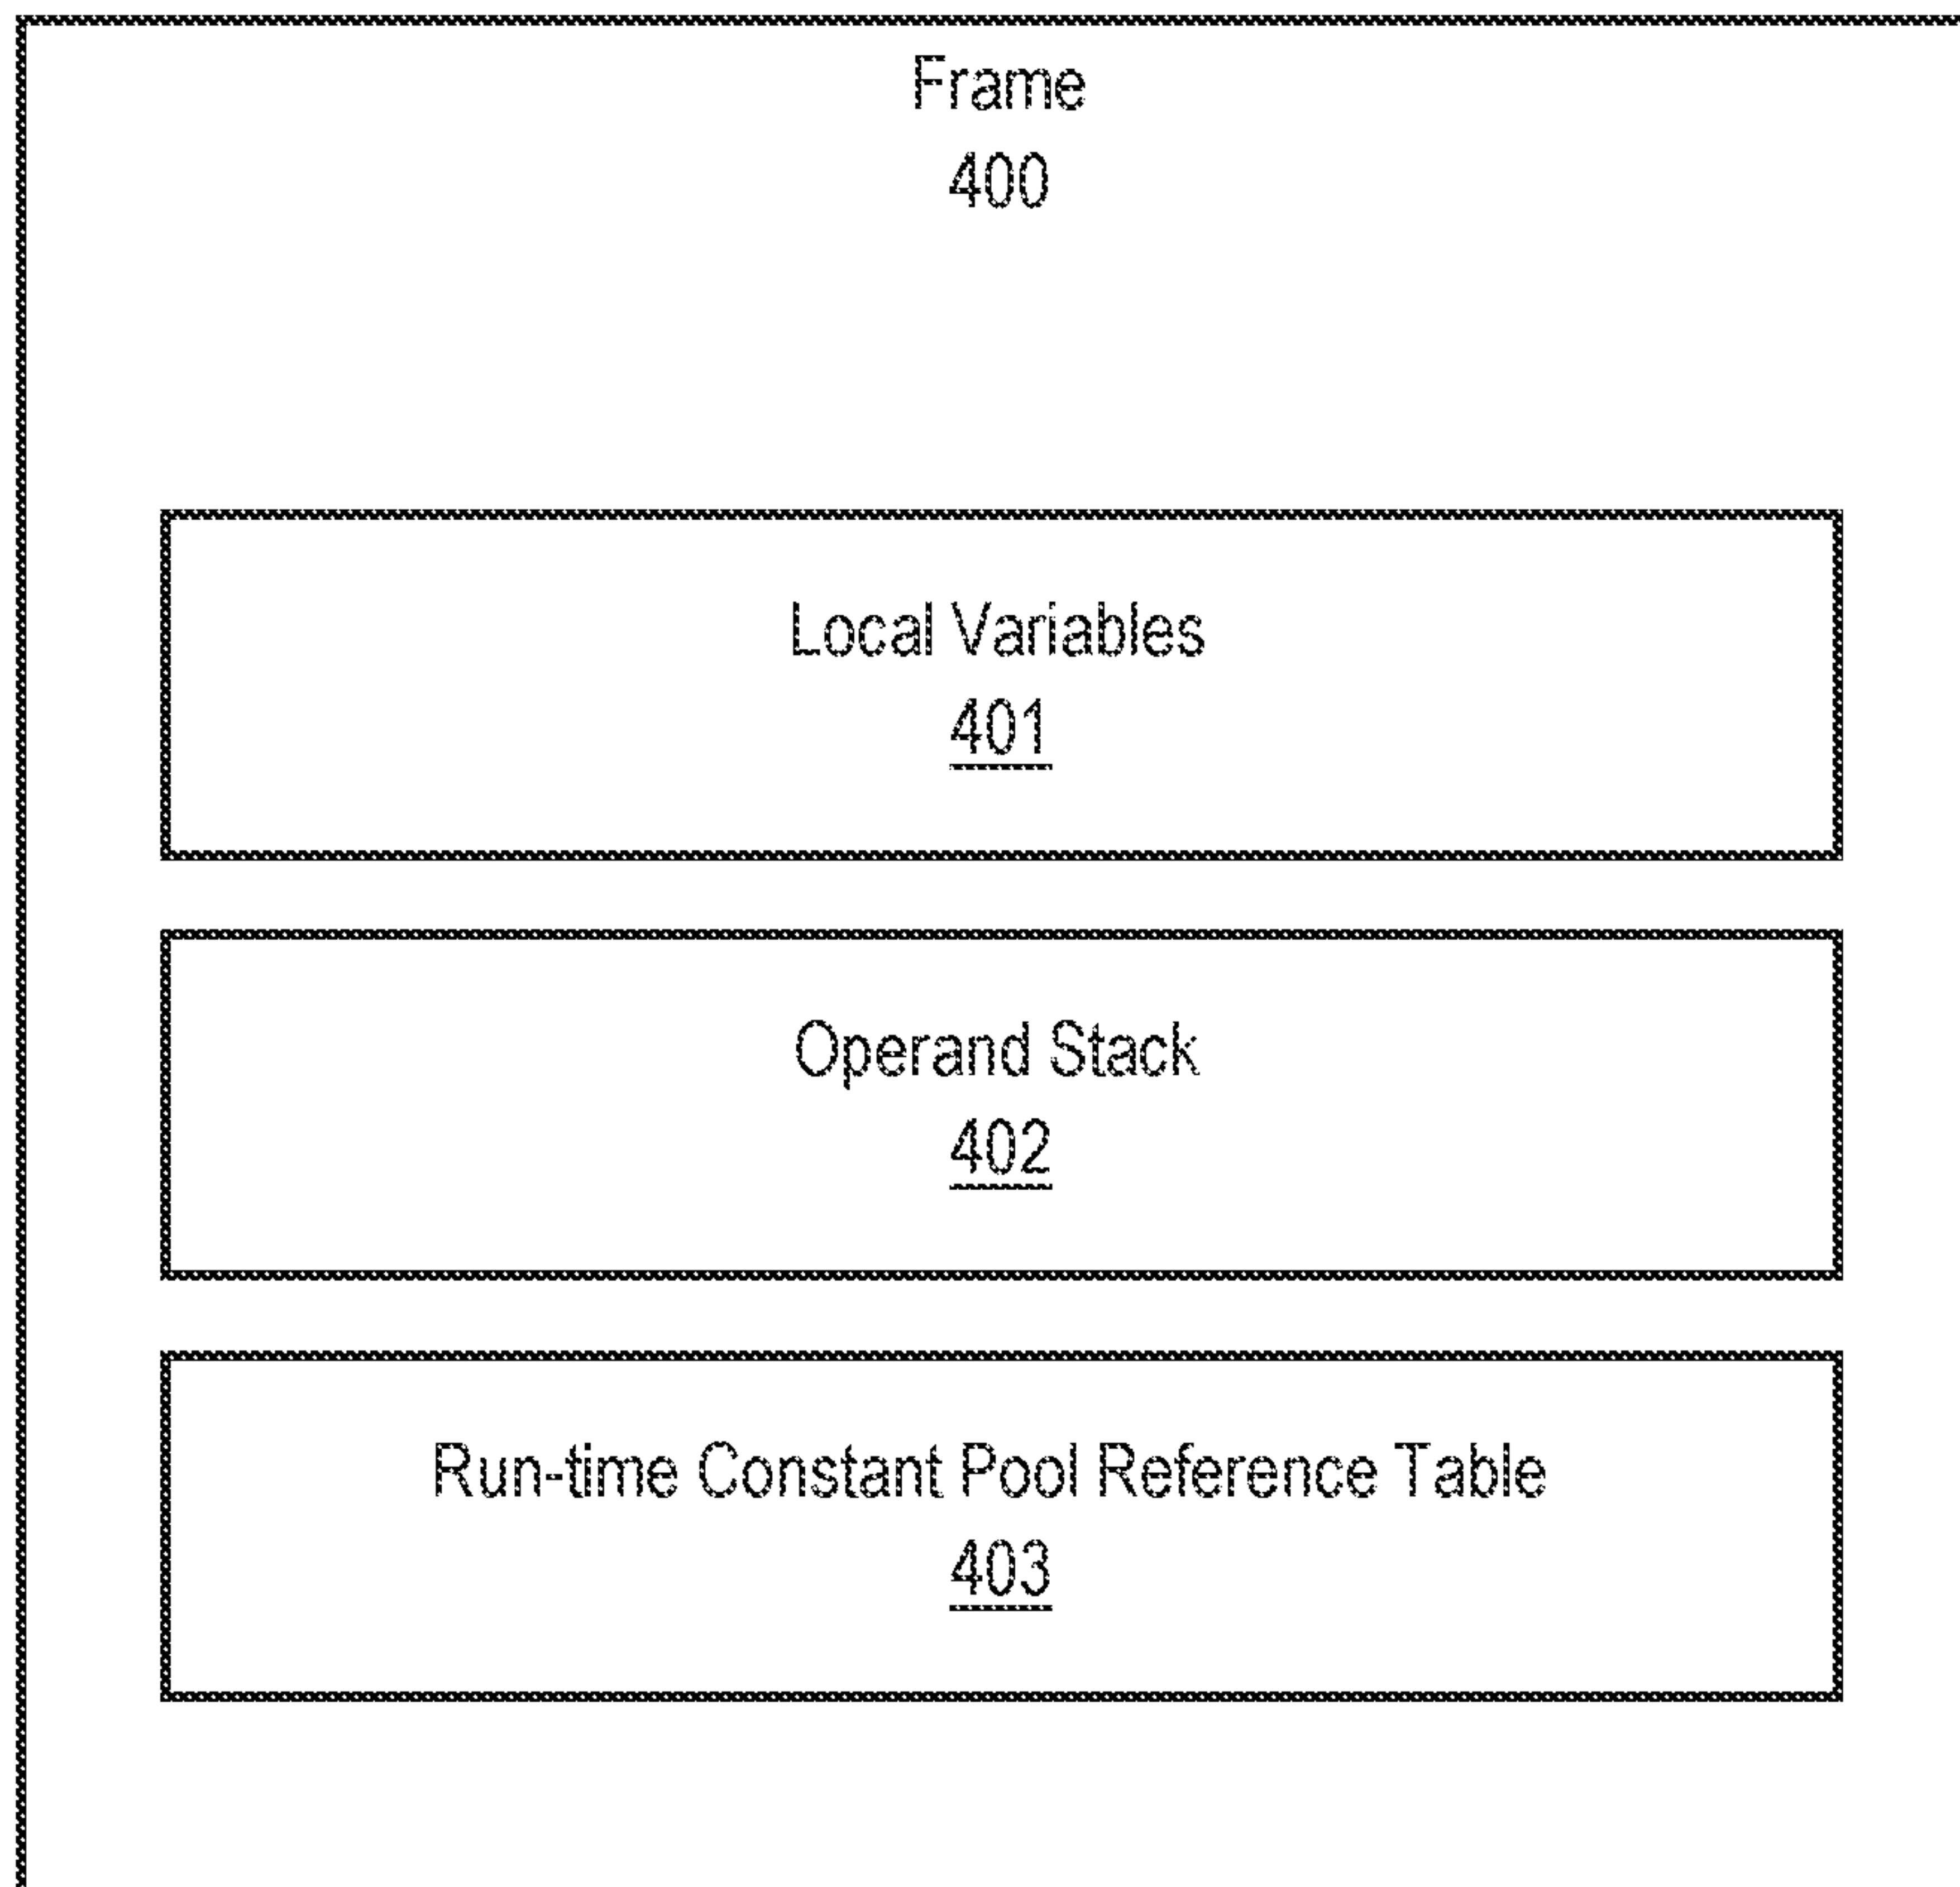 Frame
400
Local Variables
401
Operand Stack
402
Run-time Constant Pool Reference Table
403